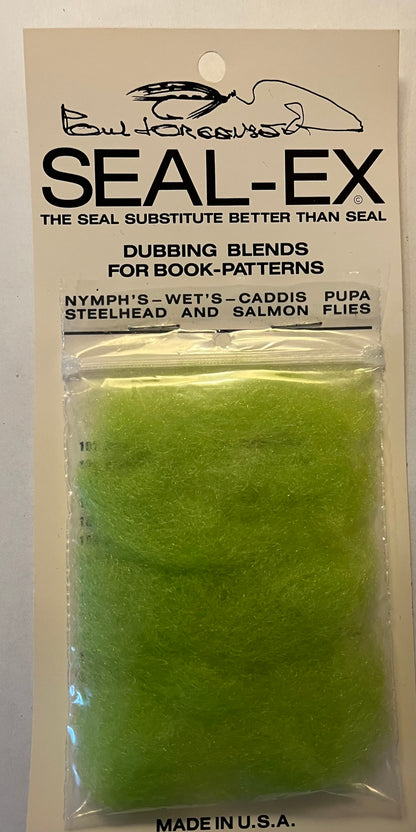 Poul Jorgensen
SEAL-EX ©
THE SEAL SUBSTITUTE BETTER THAN SEAL
DUBBING BLENDS
FOR BOOK-PATTERNS
NYMPH'S–WET'S–CADDIS PUPA
STEELHEAD AND SALMON FLIES
MADE IN U.S.A.